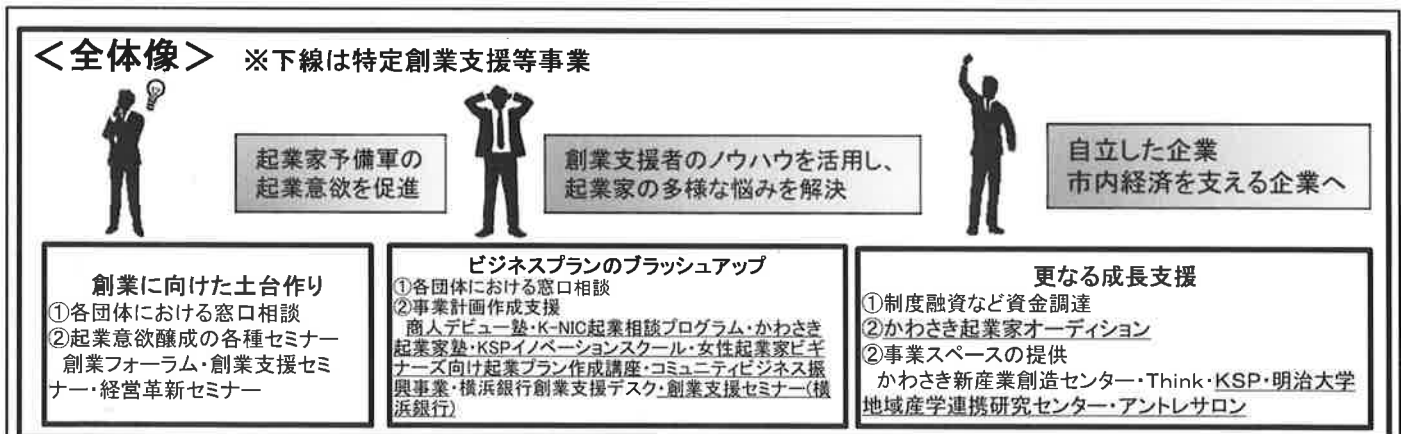 ＜全体像＞ ※下線は特定創業支援等事業
起業家予備軍の
起業意欲を促進
創業支援者のノウハウを活用し、
起業家の多様な悩みを解決
自立した企業
市内経済を支える企業へ
創業に向けた土台作り
①各団体における窓口相談
②起業意欲醸成の各種セミナー
創業フォーラム・創業支援セミ
ナー・経営革新セミナー
ビジネスプランのブラッシュアップ
①各団体における窓口相談
②事業計画作成支援
商人デビュー塾・K-NIC起業相談プログラム・かわさき
起業家塾・KSPイノベーションスクール・女性起業家ビギ
ナーズ向け起業プラン作成講座・コミュニティビジネス振
興事業・横浜銀行創業支援デスク・創業支援セミナー(横
浜銀行)
更なる成長支援
①制度融資など資金調達
②かわさき起業家オーディション
②事業スペースの提供
かわさき新産業創造センター・Think・KSP・明治大学
地域産学連携研究センター・アントレサロン